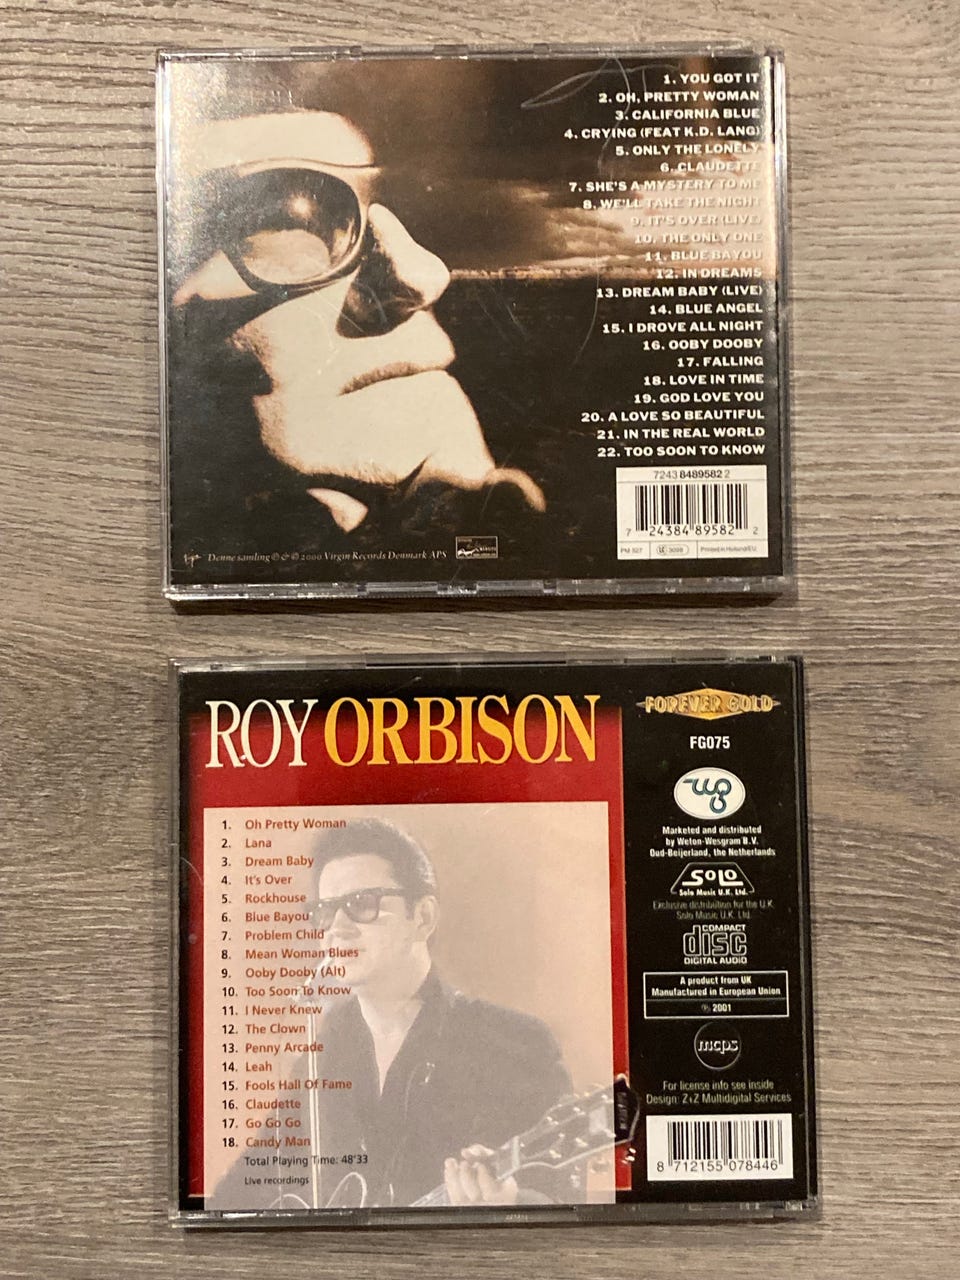 1. YOU GOT IT
2. OH, PRETTY WOMAN
3. CALIFORNIA BLUE
4. CRYING (FEAT K.D. LANG)
5. ONLY THE LONELY
6. CLAUDETTE
7. SHE'S A MYSTERY TO ME
8. WE'LL TAKE THE NIGHT
9. IT'S OVER (LIVE)
10. THE ONLY ONE
11. BLUE BAYOU
12. IN DREAMS
13. DREAM BABY (LIVE)
14. BLUE ANGEL
15. I DROVE ALL NIGHT
16. OOBY DOOBY
17. FALLING
18. LOVE IN TIME
19. GOD LOVE YOU
20. A LOVE SO BEAUTIFUL
21. IN THE REAL WORLD
22. TOO SOON TO KNOW
7243 8489582 2
7 24384 89582 2
PM 527
LC 3098
Printed in Holland/EU
Denne samling ℗ & © 2000 Virgin Records Denmark APS
ROY ORBISON
1. Oh Pretty Woman
2. Lana
3. Dream Baby
4. It's Over
5. Rockhouse
6. Blue Bayou
7. Problem Child
8. Mean Woman Blues
9. Ooby Dooby (Alt)
10. Too Soon To Know
11. I Never Knew
12. The Clown
13. Penny Arcade
14. Leah
15. Fools Hall Of Fame
16. Claudette
17. Go Go Go
18. Candy Man
Total Playing Time: 48'33
Live recordings
FOREVER GOLD
FG075
wg
Marketed and distributed
by Weton-Wesgram B.V.
Oud-Beijerland, the Netherlands
SOLO
Solo Music U.K. Ltd.
Exclusive distribution for the U.K.
Solo Music U.K. Ltd.
COMPACT
disc
DIGITAL AUDIO
A product from UK
Manufactured in European Union
℗ 2001
mcps
For license info see inside
Design: Z+Z Multidigital Services
8 712155 078446